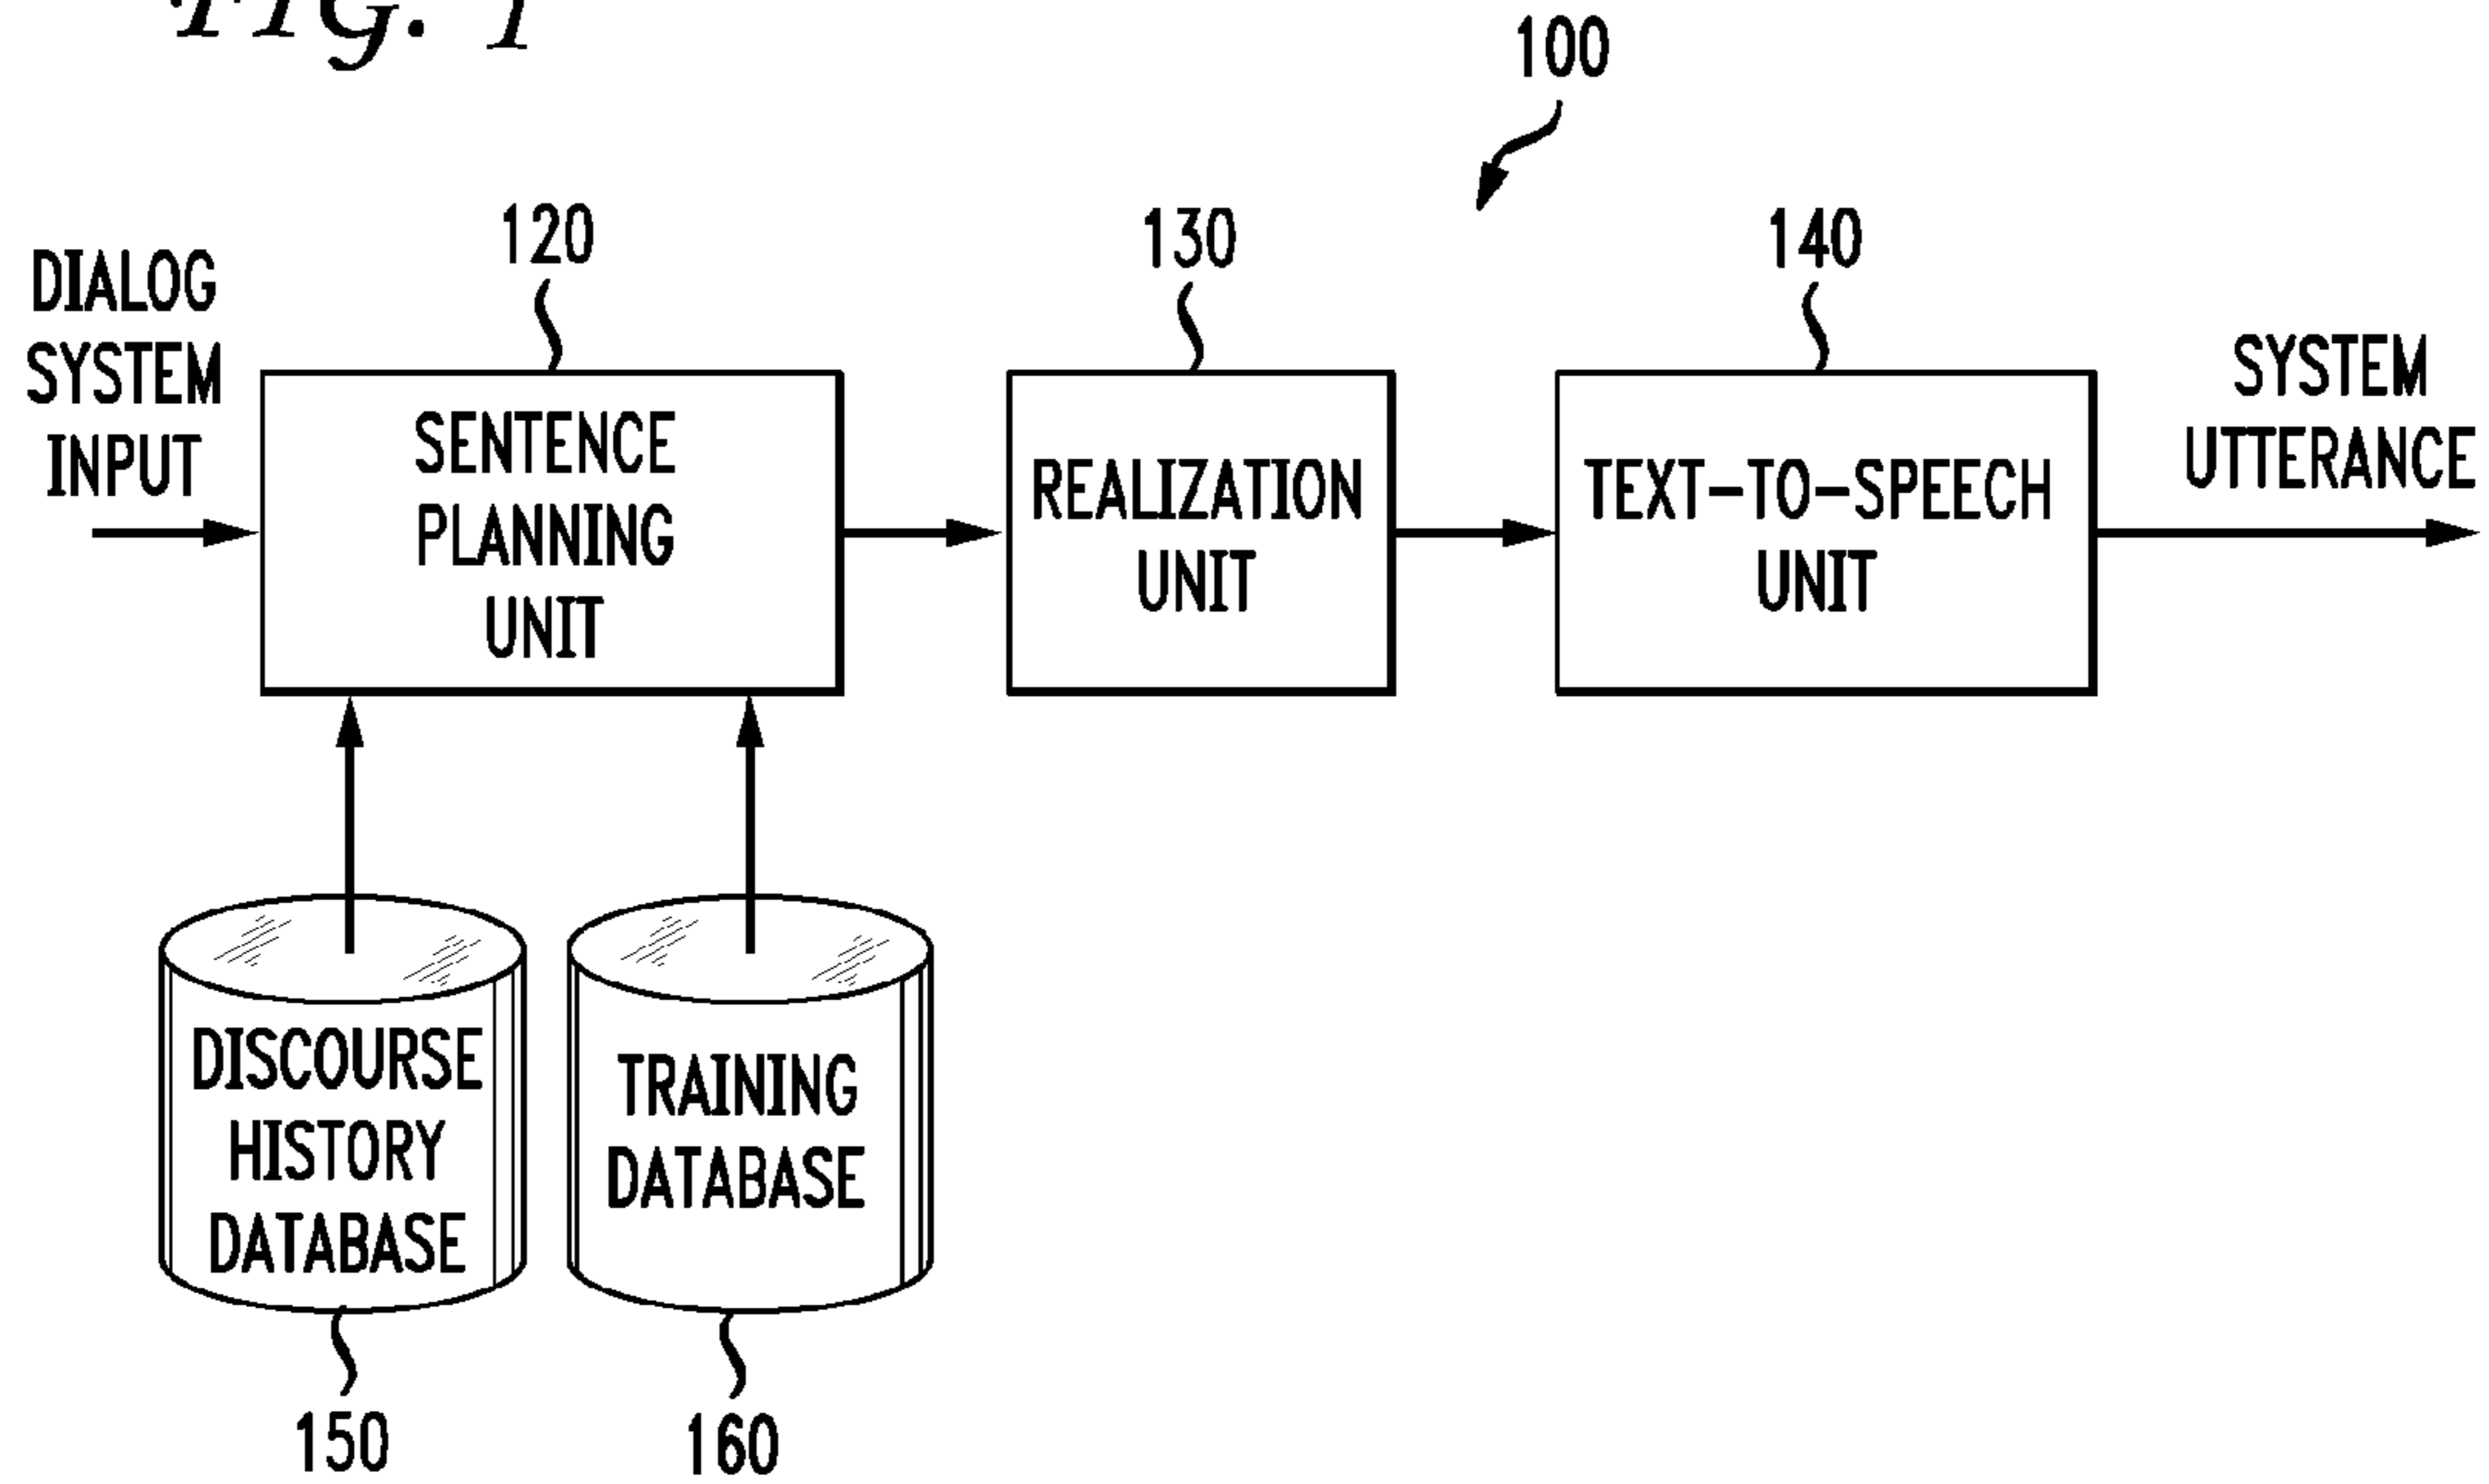 FIG. 1
100
120
130
140
DIALOG
SYSTEM
INPUT
SENTENCE
PLANNING
UNIT
REALIZATION
UNIT
TEXT-TO-SPEECH
UNIT
SYSTEM
UTTERANCE
DISCOURSE
HISTORY
DATABASE
TRAINING
DATABASE
150
160